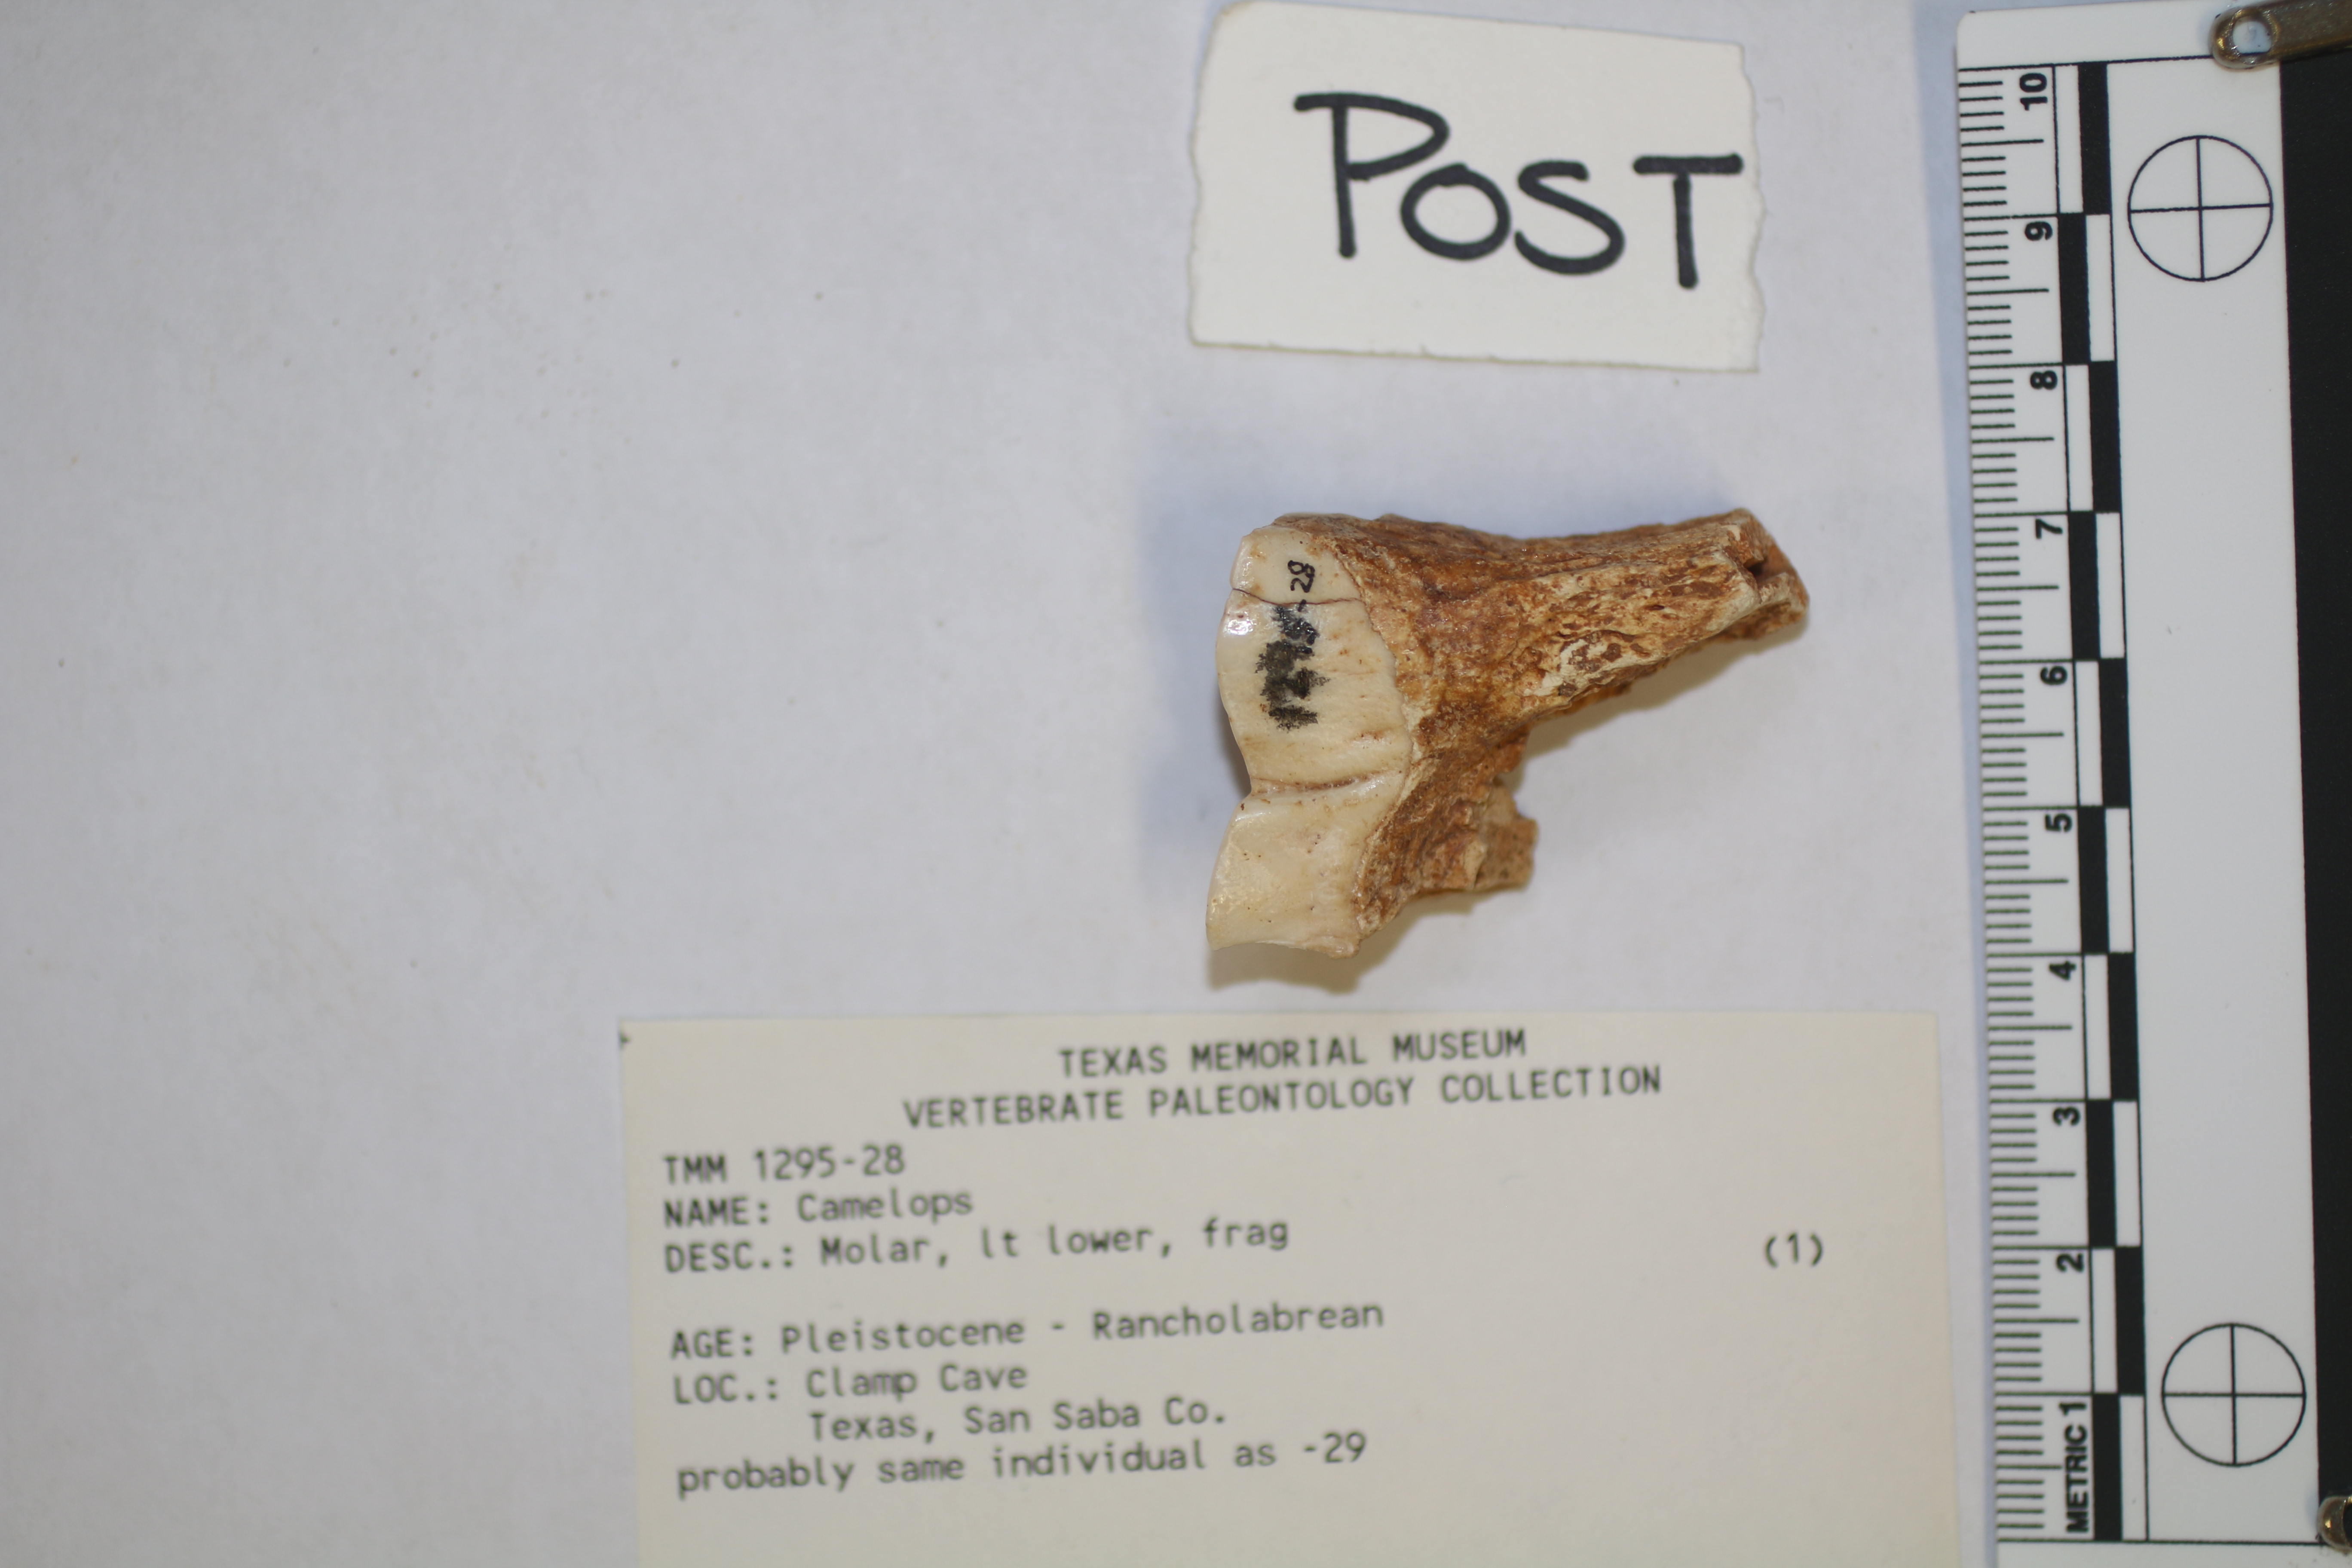 POST
1295-28
TEXAS MEMORIAL MUSEUM
VERTEBRATE PALEONTOLOGY COLLECTION
TMM 1295-28
NAME: Camelops
DESC.: Molar, lt lower, frag (1)
AGE: Pleistocene - Rancholabrean
LOC.: Clamp Cave
Texas, San Saba Co.
probably same individual as -29
10
9
8
7
6
5
4
3
2
METRIC 1